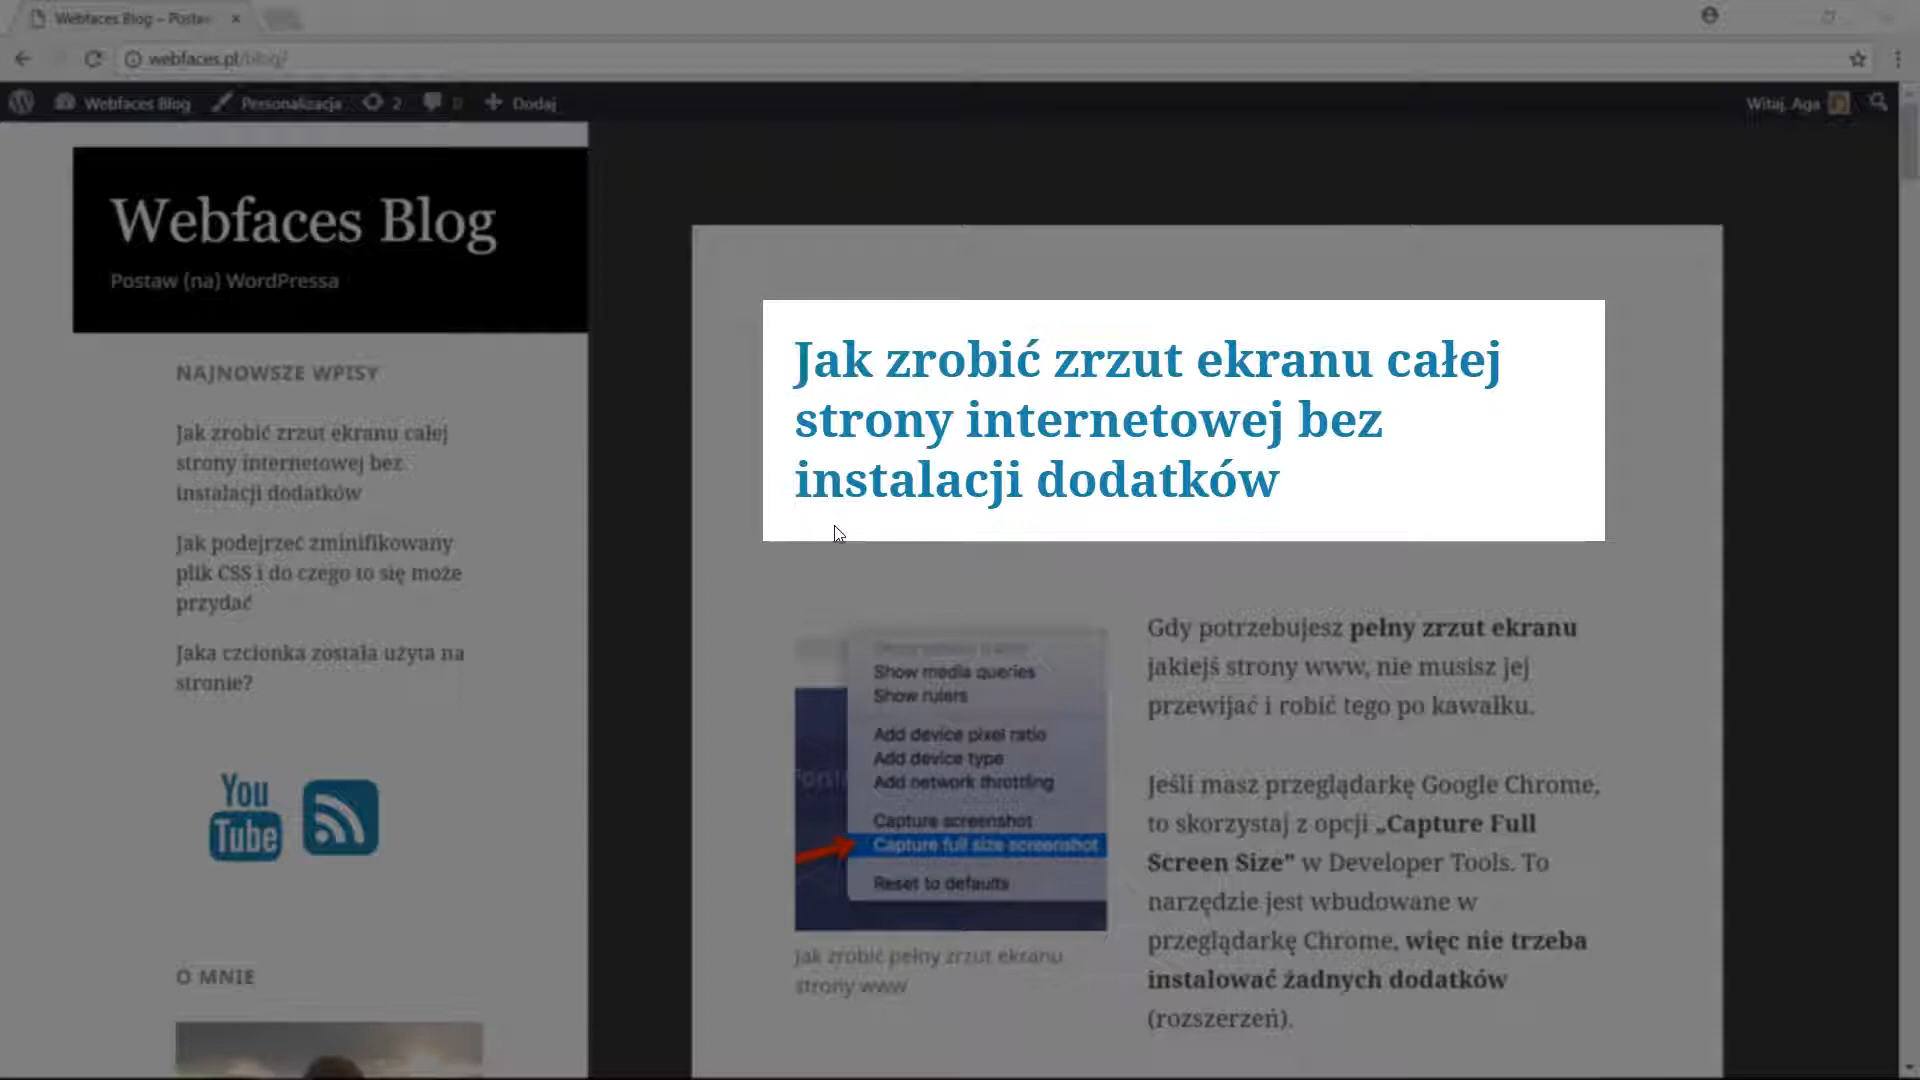 Webfaces Blog – Posta
webfaces.pl/blog/
Webfaces Blog Personalizacja 2 0 Dodaj
Witaj, Aga
Webfaces Blog
Postaw (na) WordPressa
NAJNOWSZE WPISY
Jak zrobić zrzut ekranu całej
strony internetowej bez
instalacji dodatków
Jak podejrzeć zminifikowany
plik CSS i do czego to się może
przydać
Jaka czcionka została użyta na
stronie?
You
Tube
O MNIE
Jak zrobić zrzut ekranu całej
strony internetowej bez
instalacji dodatków
Show media queries
Show rulers
Add device pixel ratio
Add device type
Add network throttling
Capture screenshot
Capture full size screenshot
Reset to defaults
Jak zrobić pełny zrzut ekranu
strony www
Gdy potrzebujesz pełny zrzut ekranu
jakiejś strony www, nie musisz jej
przewijać i robić tego po kawałku.
Jeśli masz przeglądarkę Google Chrome,
to skorzystaj z opcji „Capture Full
Screen Size” w Developer Tools. To
narzędzie jest wbudowane w
przeglądarkę Chrome, więc nie trzeba
instalować żadnych dodatków
(rozszerzeń).